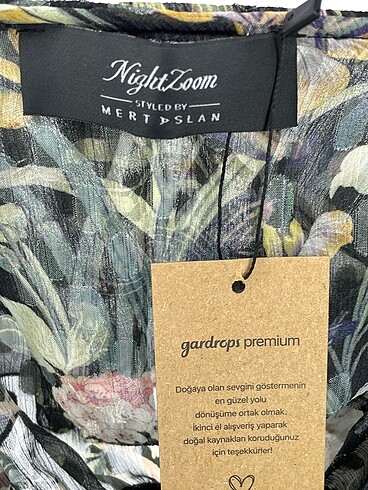 NightZoom
STYLED BY
MERT ASLAN
gardrops premium
Doğaya olan sevgini göstermenin
en güzel yolu
dönüşüme ortak olmak.
İkinci el alışveriş yaparak
doğal kaynakları koruduğunuz
için teşekkürler!